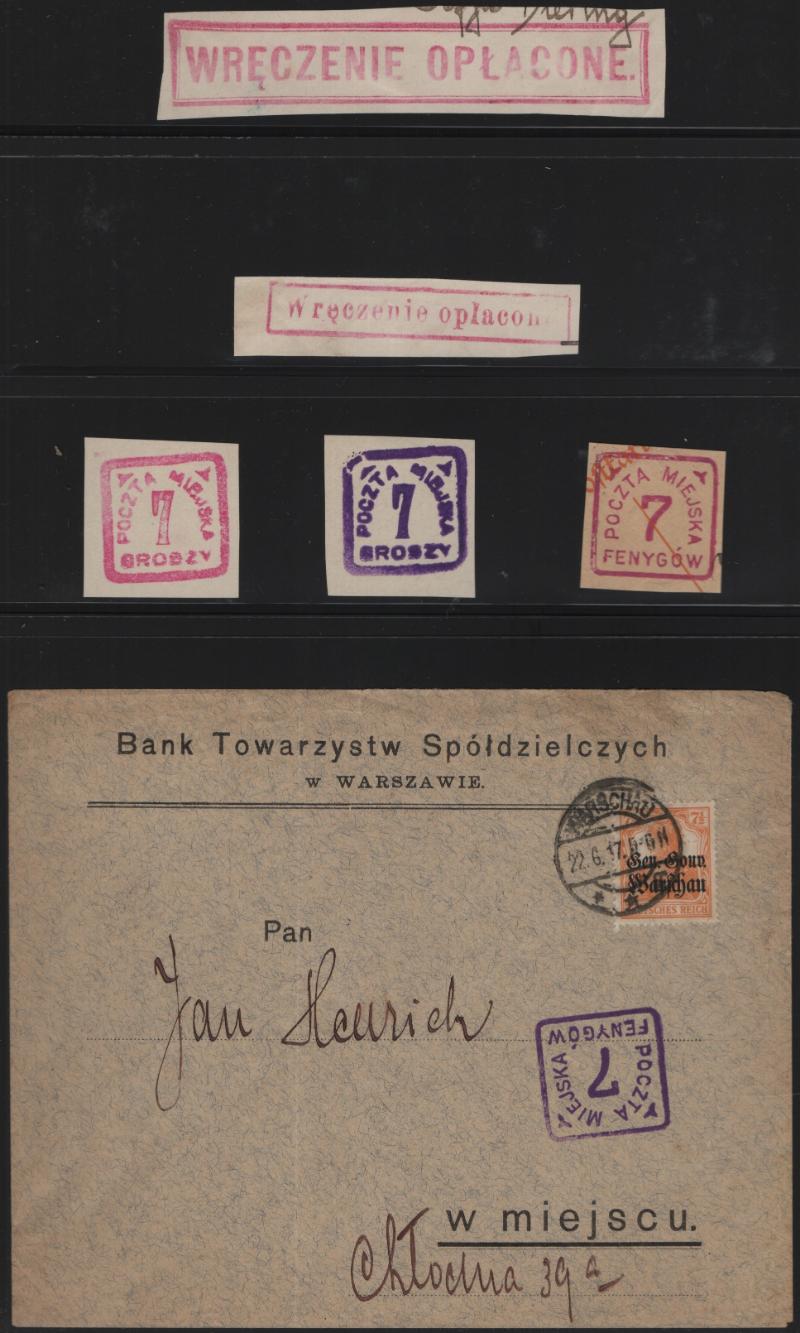 WRĘCZENIE OPŁACONE.
Wręczenie opłacon
POCZTA MIEJSKA
7
GROSZY
POCZTA MIEJSKA
7
GROSZY
POCZTA MIEJSKA
7
FENYGÓW
Bank Towarzystw Spółdzielczych
w WARSZAWIE.
WARSCHAU
22.6.17.5-6N
7½
Gen.-Gouv.
Warschau
DEUTSCHES REICH
Pan
Jan Heurich
POCZTA MIEJSKA
7
FENYGÓW
w miejscu.
Chłodna 39a